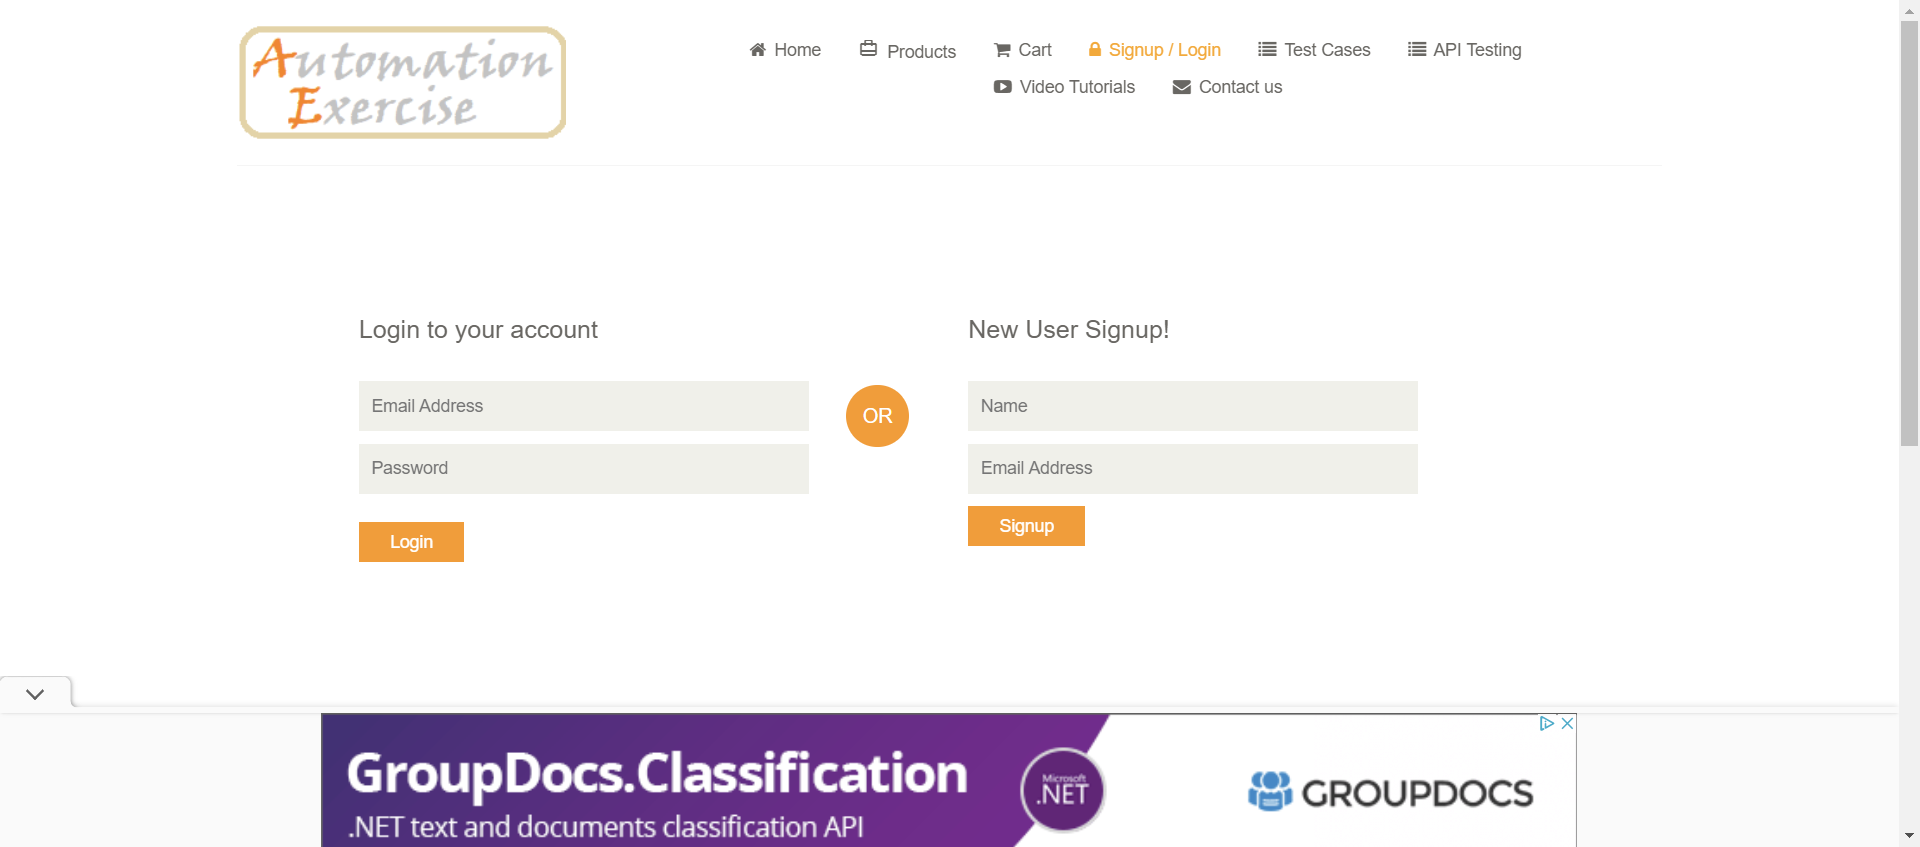 Automation
Exercise
Home
Products
Cart
Signup / Login
Test Cases
API Testing
Video Tutorials
Contact us
Login to your account
Email Address
Password
Login
OR
New User Signup!
Name
Email Address
Signup
GroupDocs.Classification
.NET text and documents classification API
Microsoft
.NET
GROUPDOCS